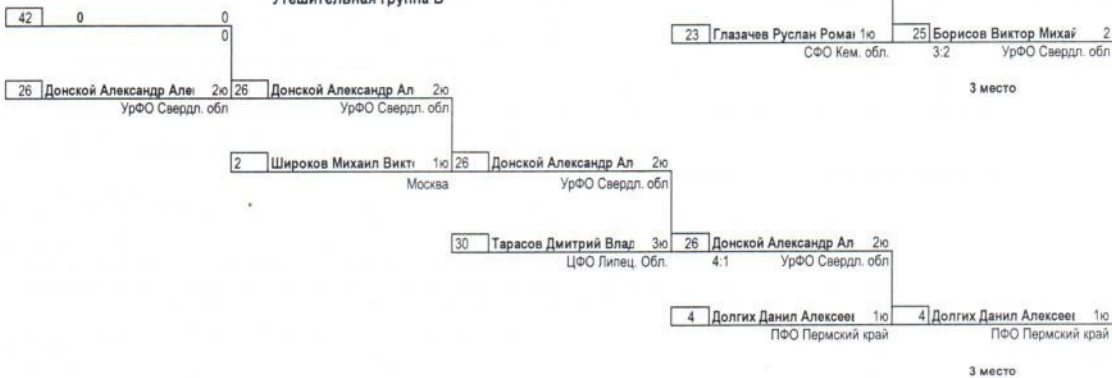 Утешительная группа В
42 0 0
0
23 Глазачев Руслан Рома 1ю 25 Борисов Виктор Михай 2
СФО Кем. обл. 3:2 УрФО Свердл. обл
26 Донской Александр Але 2ю 26 Донской Александр Ал 2ю
3 место
УрФО Свердл. обл УрФО Свердл. обл
2 Широков Михаил Викт 1ю 26 Донской Александр Ал 2ю
Москва УрФО Свердл. обл
30 Тарасов Дмитрий Влад 3ю 26 Донской Александр Ал 2ю
ЦФО Липец. Обл. 4:1 УрФО Свердл. обл
4 Долгих Данил Алексее 1ю 4 Долгих Данил Алексее 1ю
ПФО Пермский край ПФО Пермский край
3 место